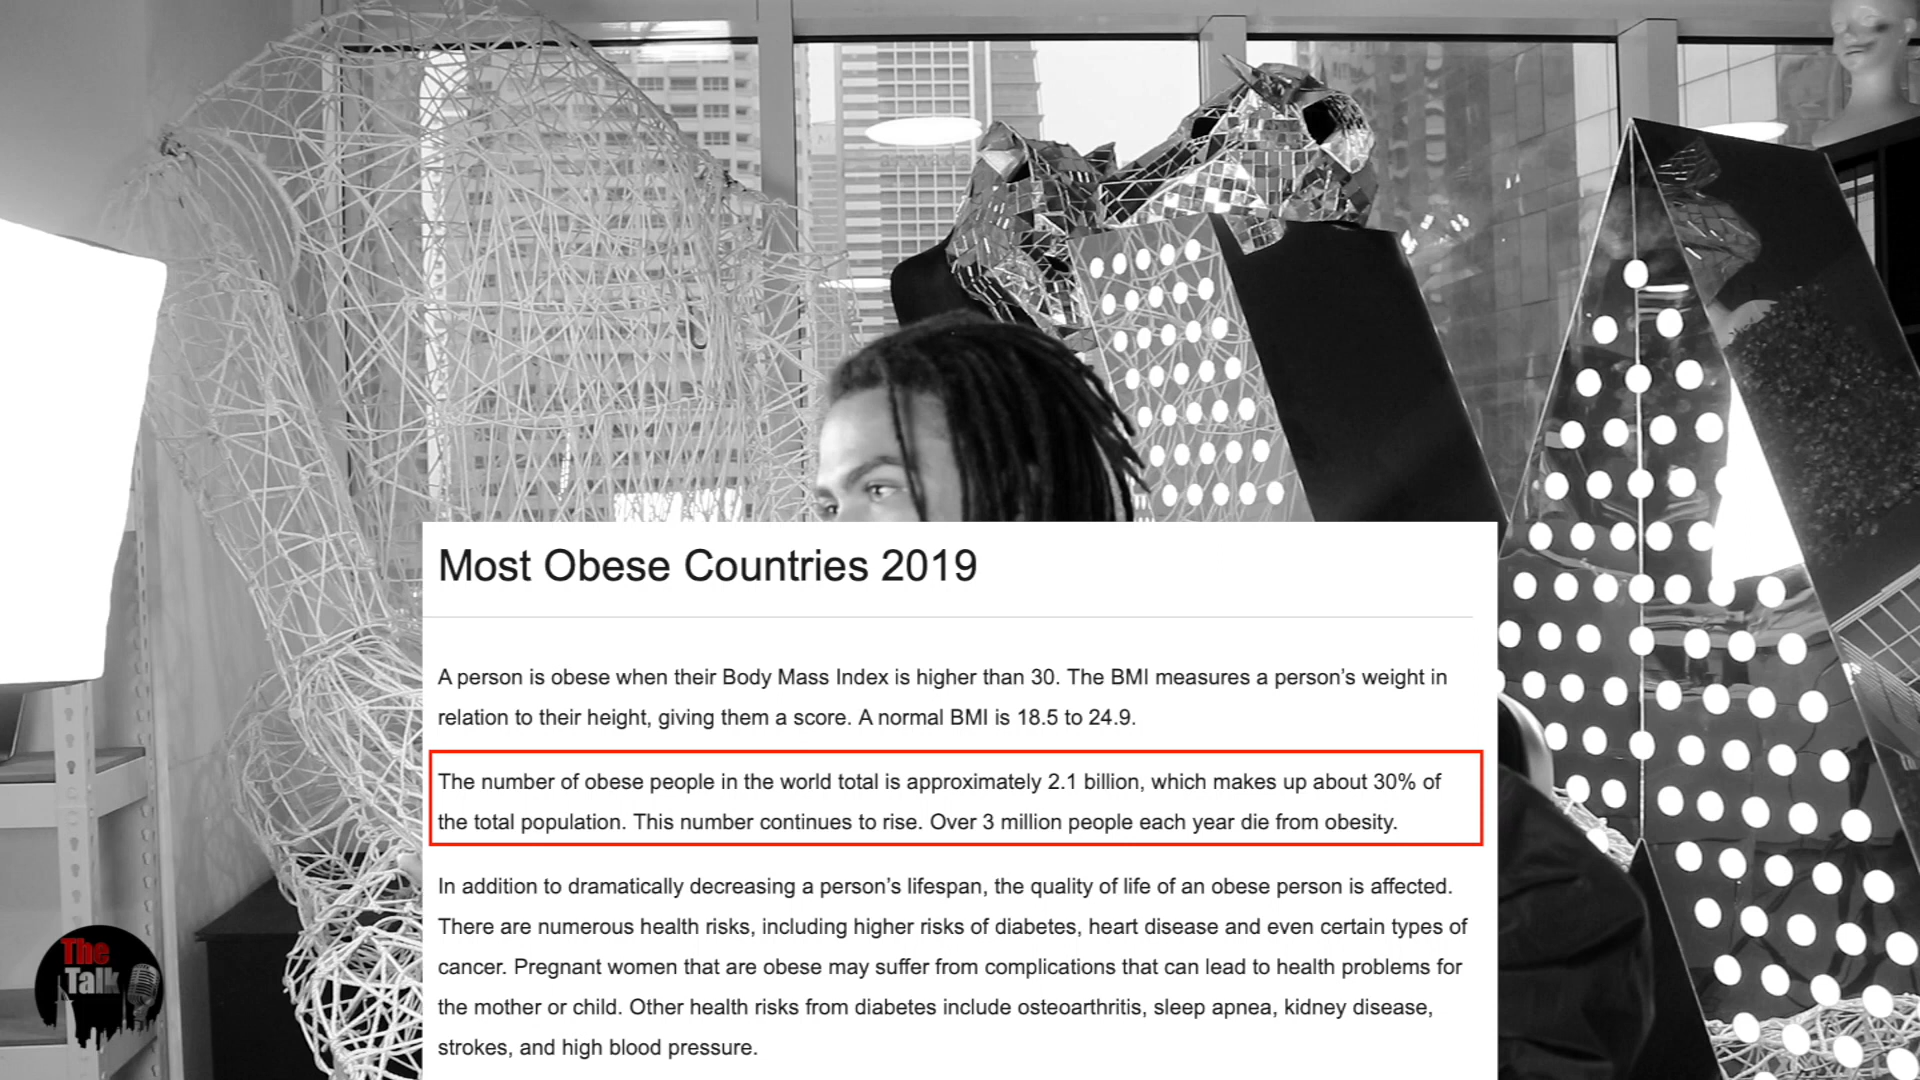 Most Obese Countries 2019
A person is obese when their Body Mass Index is higher than 30. The BMI measures a person’s weight in
relation to their height, giving them a score. A normal BMI is 18.5 to 24.9.
The number of obese people in the world total is approximately 2.1 billion, which makes up about 30% of
the total population. This number continues to rise. Over 3 million people each year die from obesity.
In addition to dramatically decreasing a person’s lifespan, the quality of life of an obese person is affected.
There are numerous health risks, including higher risks of diabetes, heart disease and even certain types of
cancer. Pregnant women that are obese may suffer from complications that can lead to health problems for
the mother or child. Other health risks from diabetes include osteoarthritis, sleep apnea, kidney disease,
strokes, and high blood pressure.
The
Talk